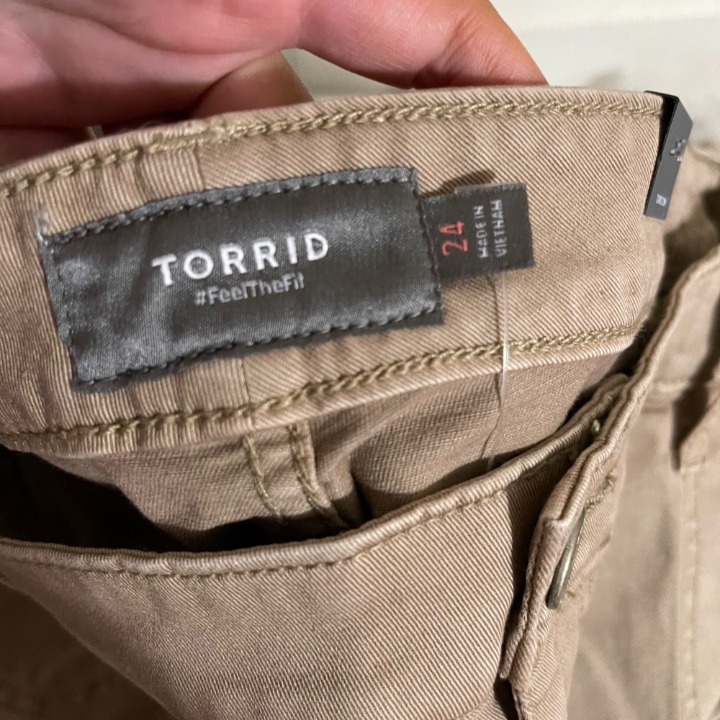 TORRID
#FeelTheFit
24
MADE IN
VIETNAM